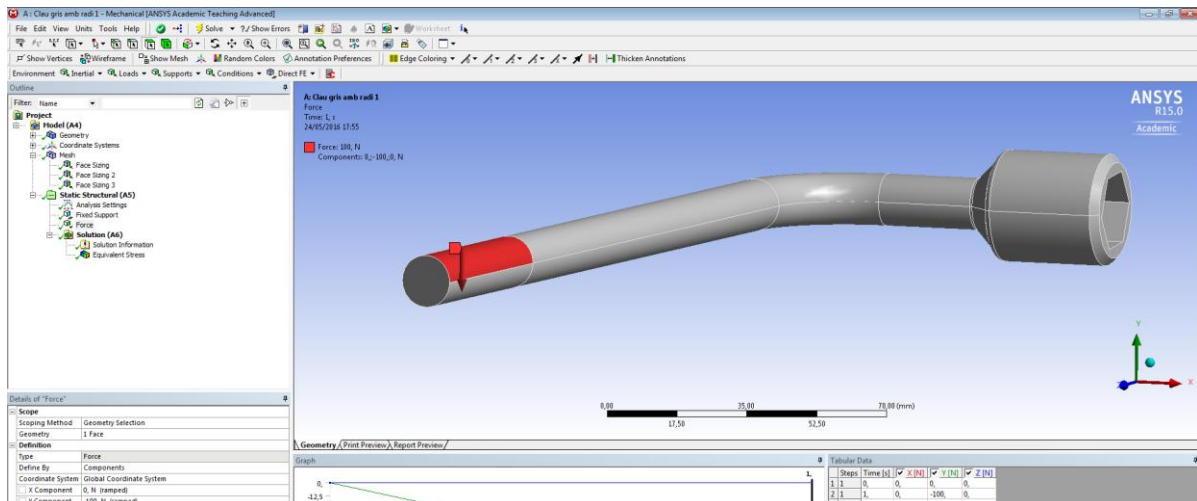 A : Clau gris amb radi 1 - Mechanical [ANSYS Academic Teaching Advanced]
File Edit View Units Tools Help Solve ?/ Show Errors Worksheet
Show Vertices Wireframe Show Mesh Random Colors Annotation Preferences Edge Coloring Thicken Annotations
Environment Inertial Loads Supports Conditions Direct FE
Outline
Filter: Name
Project
Model (A4)
Geometry
Coordinate Systems
Mesh
Face Sizing
Face Sizing 2
Face Sizing 3
Static Structural (A5)
Analysis Settings
Fixed Support
Force
Solution (A6)
Solution Information
Equivalent Stress
A: Clau gris amb radi 1
Force
Time: 1, s
24/05/2016 17:55
Force: 100, N
Components: 0,;-100,;0, N
ANSYS
R15.0
Academic
Y
X
0,00 35,00 70,00 (mm)
17,50 52,50
Geometry Print Preview Report Preview
Details of "Force"
Scope
Scoping Method Geometry Selection
Geometry 1 Face
Definition
Type Force
Define By Components
Coordinate System Global Coordinate System
X Component 0, N (ramped)
Graph
1,
0,
-12,5
Tabular Data
Steps Time [s] X [N] Y [N] Z [N]
1 1 0, 0, 0, 0,
2 1 1, 0, -100, 0,